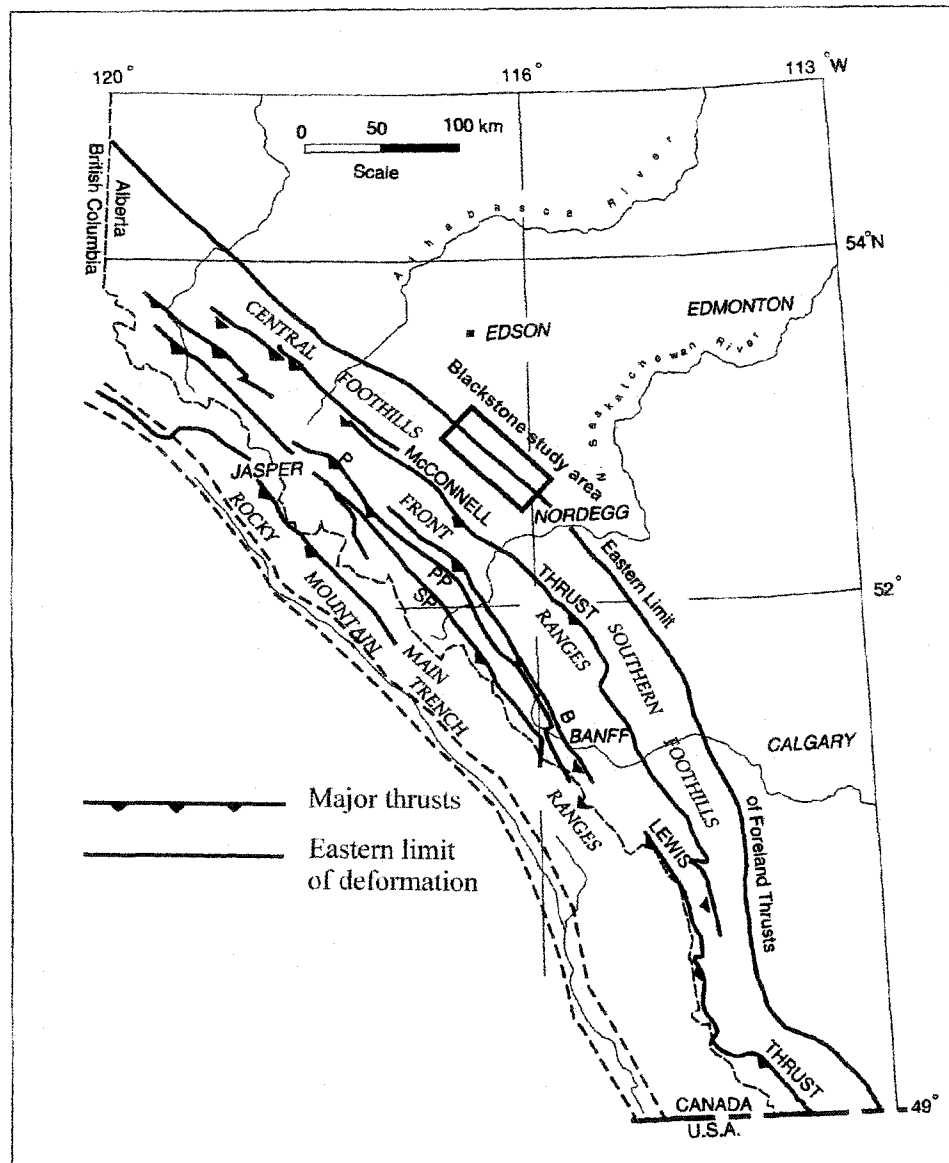 120°
116°
113° W
0 50 100 km
Scale
British Columbia
Alberta
Athabasca River
54°N
CENTRAL
FOOTHILLS
EDSON
EDMONTON
N. Saskatchewan River
Blackstone study area
McCONNELL
THRUST
NORDEGG
JASPER
P
FRONT
RANGES
PP
SP
ROCKY
MOUNTAIN
TRENCH
MAIN
RANGES
52°
Eastern Limit
of Foreland Thrusts
SOUTHERN
FOOTHILLS
B
BANFF
CALGARY
Major thrusts
Eastern limit
of deformation
LEWIS
THRUST
CANADA
U.S.A.
49°